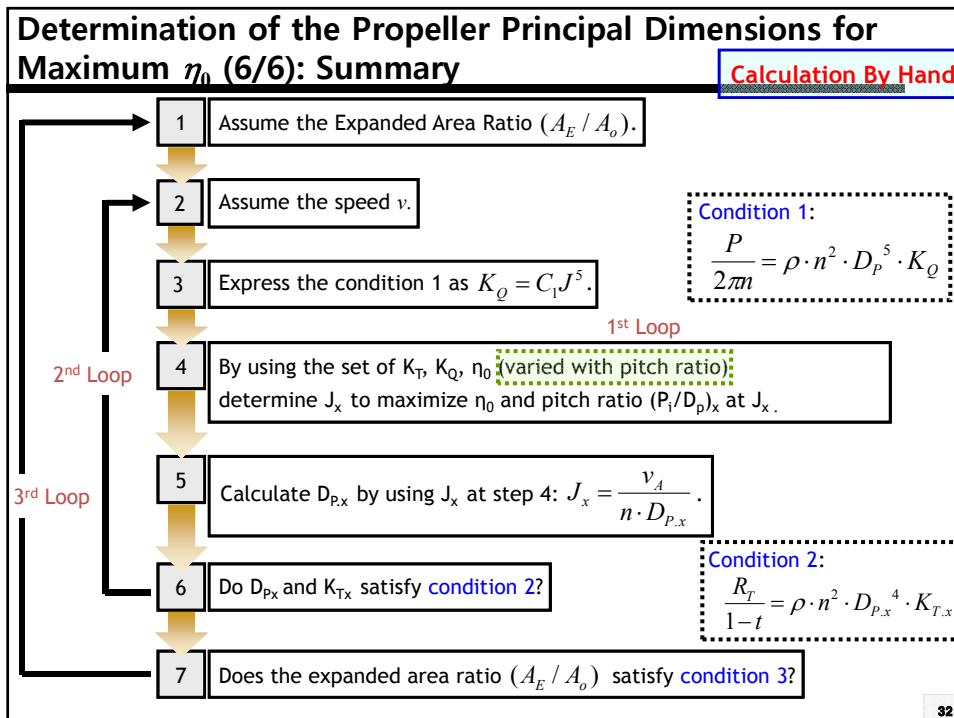 Determination of the Propeller Principal Dimensions for
Maximum η₀ (6/6): Summary
Calculation By Hand
1
Assume the Expanded Area Ratio (A_E / A_o).
2
Assume the speed v.
Condition 1:
P / 2πn = ρ · n² · D_P⁵ · K_Q
3
Express the condition 1 as K_Q = C₁J⁵.
1st Loop
2nd Loop
4
By using the set of K_T, K_Q, η₀ (varied with pitch ratio)
determine J_x to maximize η₀ and pitch ratio (P_i/D_p)_x at J_x .
3rd Loop
5
Calculate D_P.x by using J_x at step 4: J_x = v_A / n · D_P.x .
Condition 2:
R_T / 1−t = ρ · n² · D_P.x⁴ · K_T.x
6
Do D_Px and K_Tx satisfy condition 2?
7
Does the expanded area ratio (A_E / A_o) satisfy condition 3?
32